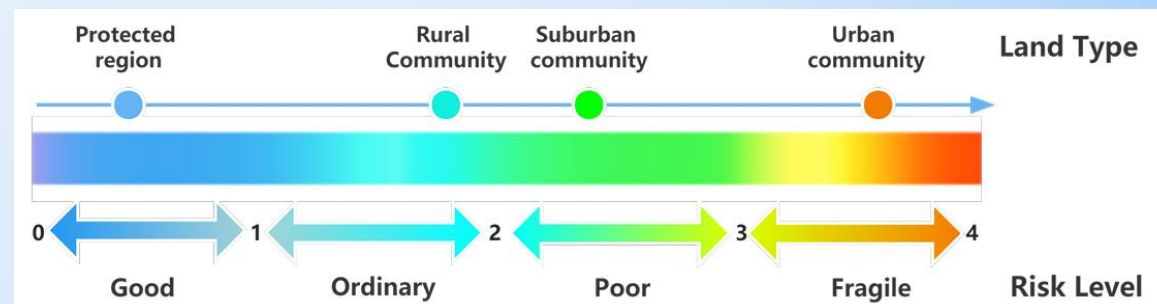 Protected
region
Rural
Community
Suburban
community
Urban
community
Land Type
0
1
2
3
4
Good
Ordinary
Poor
Fragile
Risk Level